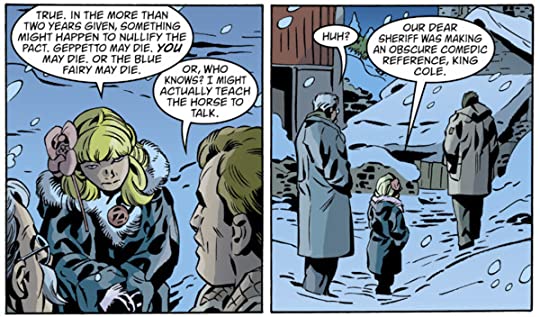 TRUE. IN THE MORE THAN
TWO YEARS GIVEN, SOMETHING
MIGHT HAPPEN TO NULLIFY THE
PACT. GEPPETTO MAY DIE. YOU
MAY DIE. OR THE BLUE
FAIRY MAY DIE.
OR, WHO
KNOWS? I MIGHT
ACTUALLY TEACH
THE HORSE TO
TALK.
HUH?
OUR DEAR
SHERIFF WAS MAKING
AN OBSCURE COMEDIC
REFERENCE, KING
COLE.